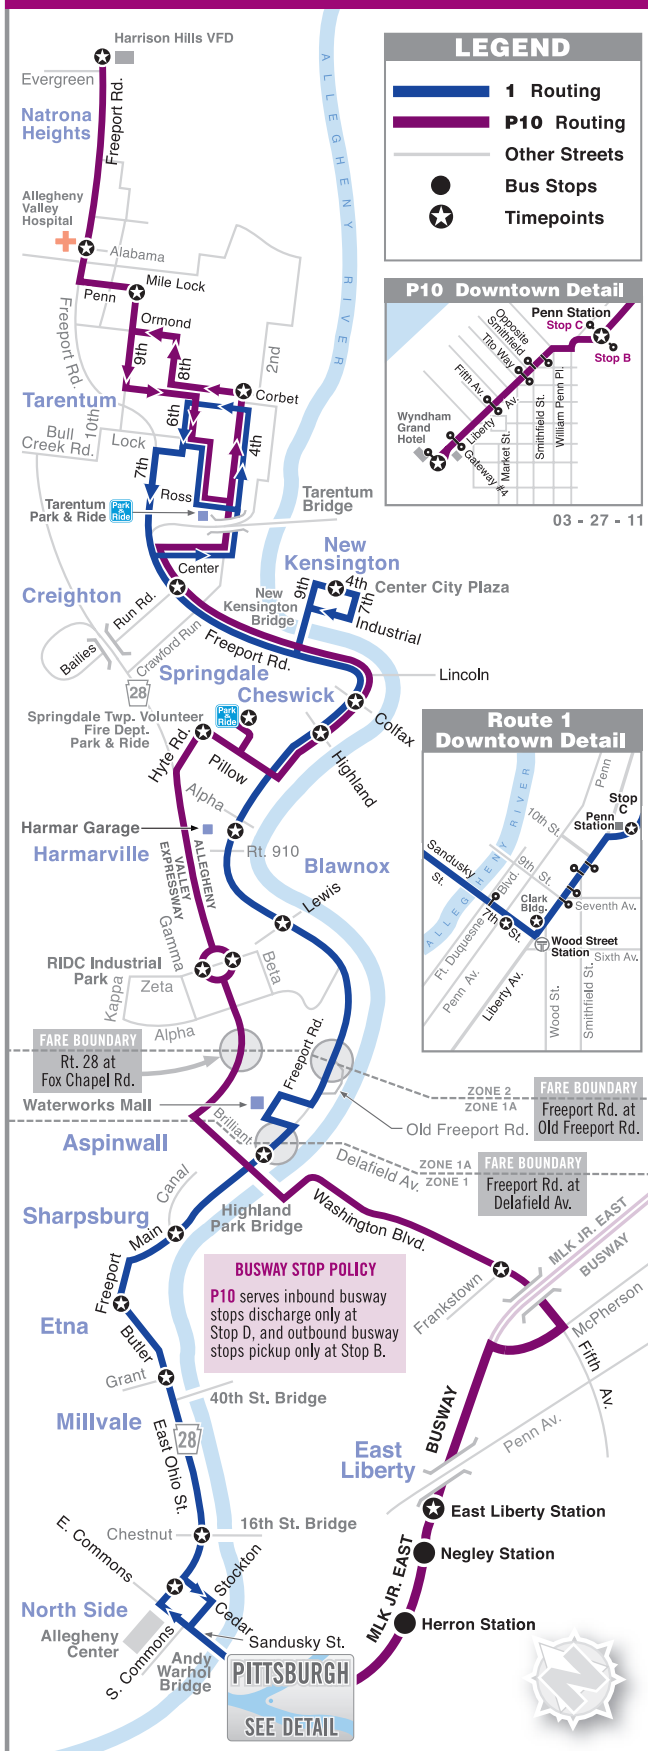 Harrison Hills VFD
Evergreen
Freeport Rd.
Natrona
Heights
Allegheny
Valley
Hospital
Alabama
Penn
Mile Lock
Ormond
Freeport Rd.
9th
8th
2nd
Corbet
Tarentum
10th
6th
4th
Bull
Creek Rd.
Lock
7th
Ross
Tarentum
Park & Ride
Park
&
Ride
Tarentum
Bridge
Center
ALLEGHENY
RIVER
LEGEND
1 Routing
P10 Routing
Other Streets
Bus Stops
Timepoints
P10 Downtown Detail
Penn Station
Stop C
Stop B
Opposite
Smithfield
Tito Way
Fifth Av.
Liberty
Av.
Wyndham
Grand
Hotel
Gateway #4
Market St.
Smithfield St.
William Penn Pl.
03 - 27 - 11
New
Kensington
9th
4th
7th
Center City Plaza
Industrial
New
Kensington
Bridge
Creighton
Bailies
Run Rd.
Crawford Run
Freeport Rd.
28
Springdale
Cheswick
Lincoln
Colfax
Highland
Springdale Twp. Volunteer
Fire Dept.
Park & Ride
Park
&
Ride
Hyte Rd.
Pillow
Alpha
Harmar Garage
Harmarville
ALLEGHENY
VALLEY
EXPRESSWAY
Rt. 910
Blawnox
Lewis
Route 1
Downtown Detail
Penn
Stop
C
Penn
Station
10th St.
ALLEGHENY RIVER
Sandusky
St.
9th St.
Clark
Bldg.
Seventh Av.
7th
St.
Ft. Duquesne Blvd.
Wood Street
Station
Sixth Av.
Penn Av.
Liberty Av.
Wood St.
Smithfield St.
RIDC Industrial
Park
Gamma
Beta
Kappa
Zeta
Alpha
FARE BOUNDARY
Rt. 28 at
Fox Chapel Rd.
Freeport Rd.
Waterworks Mall
ZONE 2
ZONE 1A
FARE BOUNDARY
Freeport Rd. at
Old Freeport Rd.
Old Freeport Rd.
Brilliant
Aspinwall
Delafield Av.
ZONE 1A
ZONE 1
FARE BOUNDARY
Freeport Rd. at
Delafield Av.
Canal
Sharpsburg
Main
Highland
Park Bridge
Washington Blvd.
MLK JR. EAST
BUSWAY
BUSWAY STOP POLICY
P10 serves inbound busway
stops discharge only at
Stop D, and outbound busway
stops pickup only at Stop B.
Freeport
Frankstown
McPherson
Etna
Butler
Fifth
Av.
Grant
40th St. Bridge
Millvale
28
East Ohio St.
BUSWAY
Penn Av.
East
Liberty
East Liberty Station
Chestnut
16th St. Bridge
Negley Station
MLK JR. EAST
Herron Station
E. Commons
Stockton
North Side
Cedar
Allegheny
Center
S. Commons
Sandusky St.
Andy
Warhol
Bridge
PITTSBURGH
SEE DETAIL
N